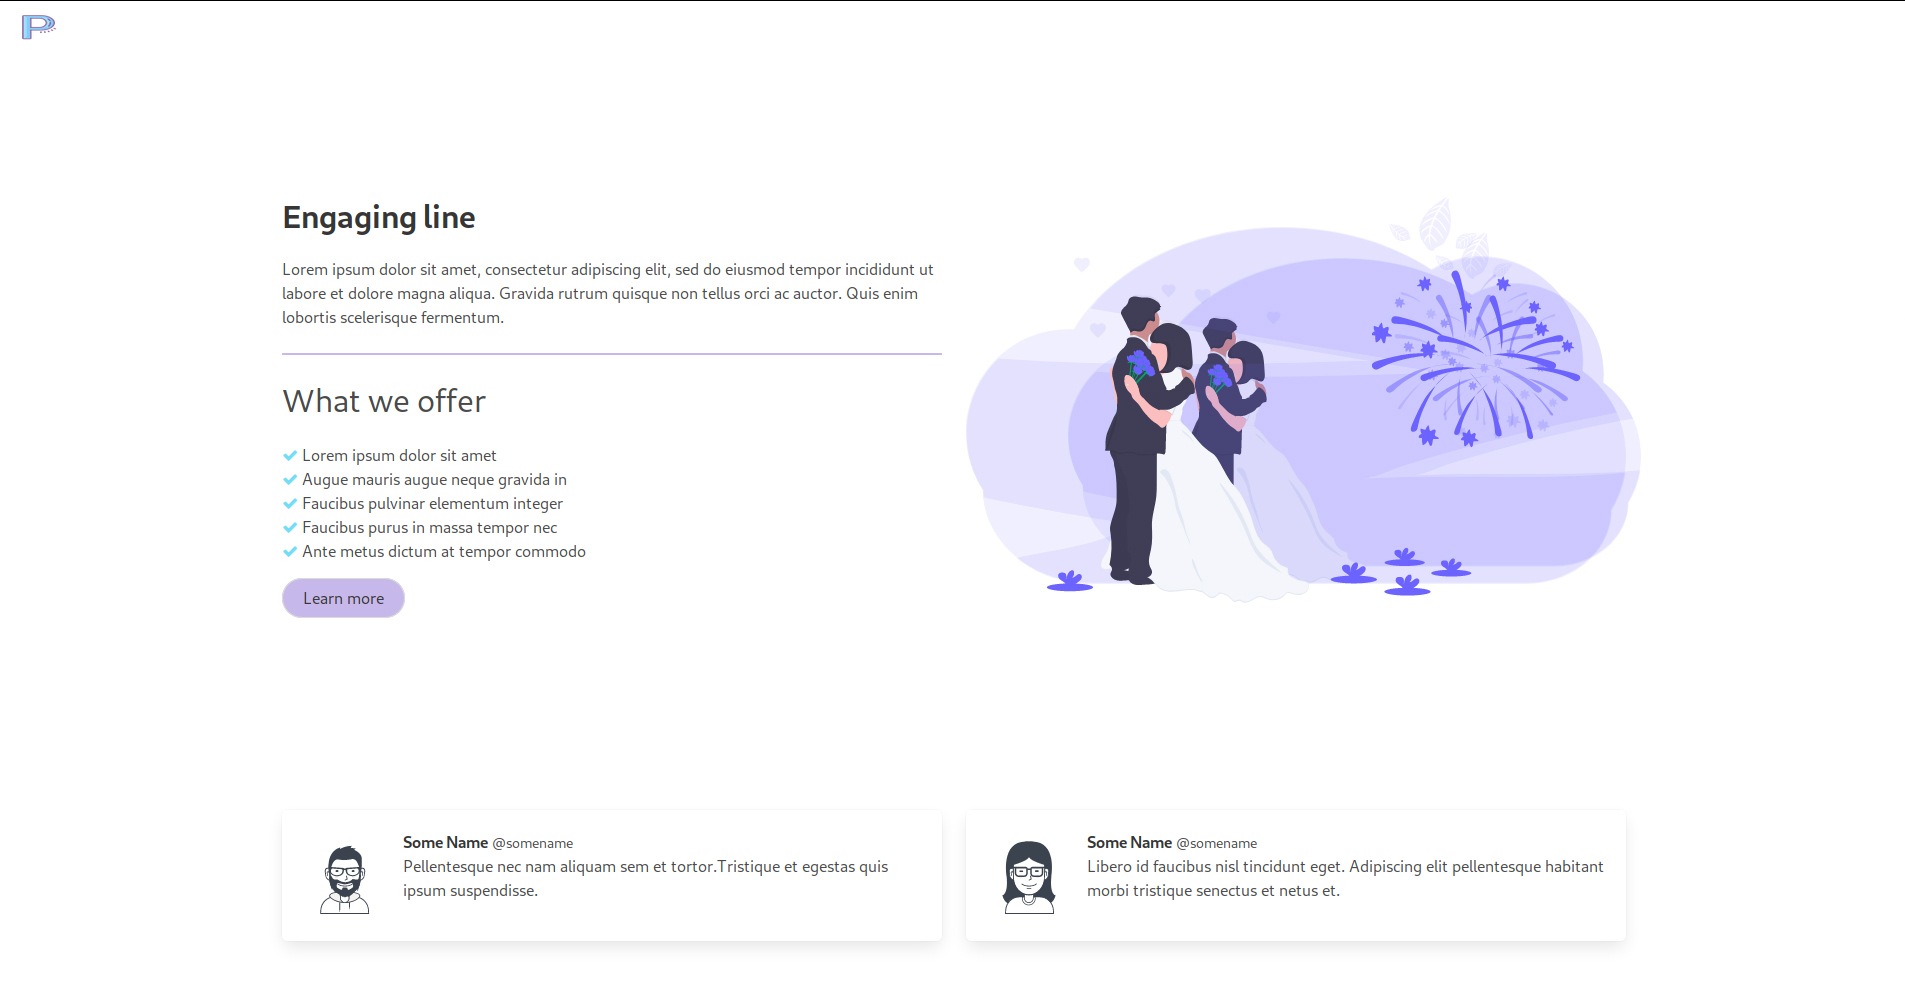 P
Engaging line
Lorem ipsum dolor sit amet, consectetur adipiscing elit, sed do eiusmod tempor incididunt ut
labore et dolore magna aliqua. Gravida rutrum quisque non tellus orci ac auctor. Quis enim
lobortis scelerisque fermentum.
What we offer
Lorem ipsum dolor sit amet
Augue mauris augue neque gravida in
Faucibus pulvinar elementum integer
Faucibus purus in massa tempor nec
Ante metus dictum at tempor commodo
Learn more
Some Name @somename
Pellentesque nec nam aliquam sem et tortor.Tristique et egestas quis
ipsum suspendisse.
Some Name @somename
Libero id faucibus nisl tincidunt eget. Adipiscing elit pellentesque habitant
morbi tristique senectus et netus et.